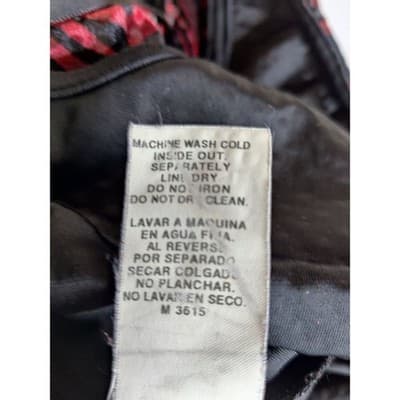 MACHINE WASH COLD
INSIDE OUT.
SEPARATELY
LINE DRY
DO NOT IRON
DO NOT DRY CLEAN.
LAVAR A MAQUINA
EN AGUA FRIA.
AL REVERSO
POR SEPARADO
SECAR COLGADO
NO PLANCHAR.
NO LAVAR EN SECO.
M 3615